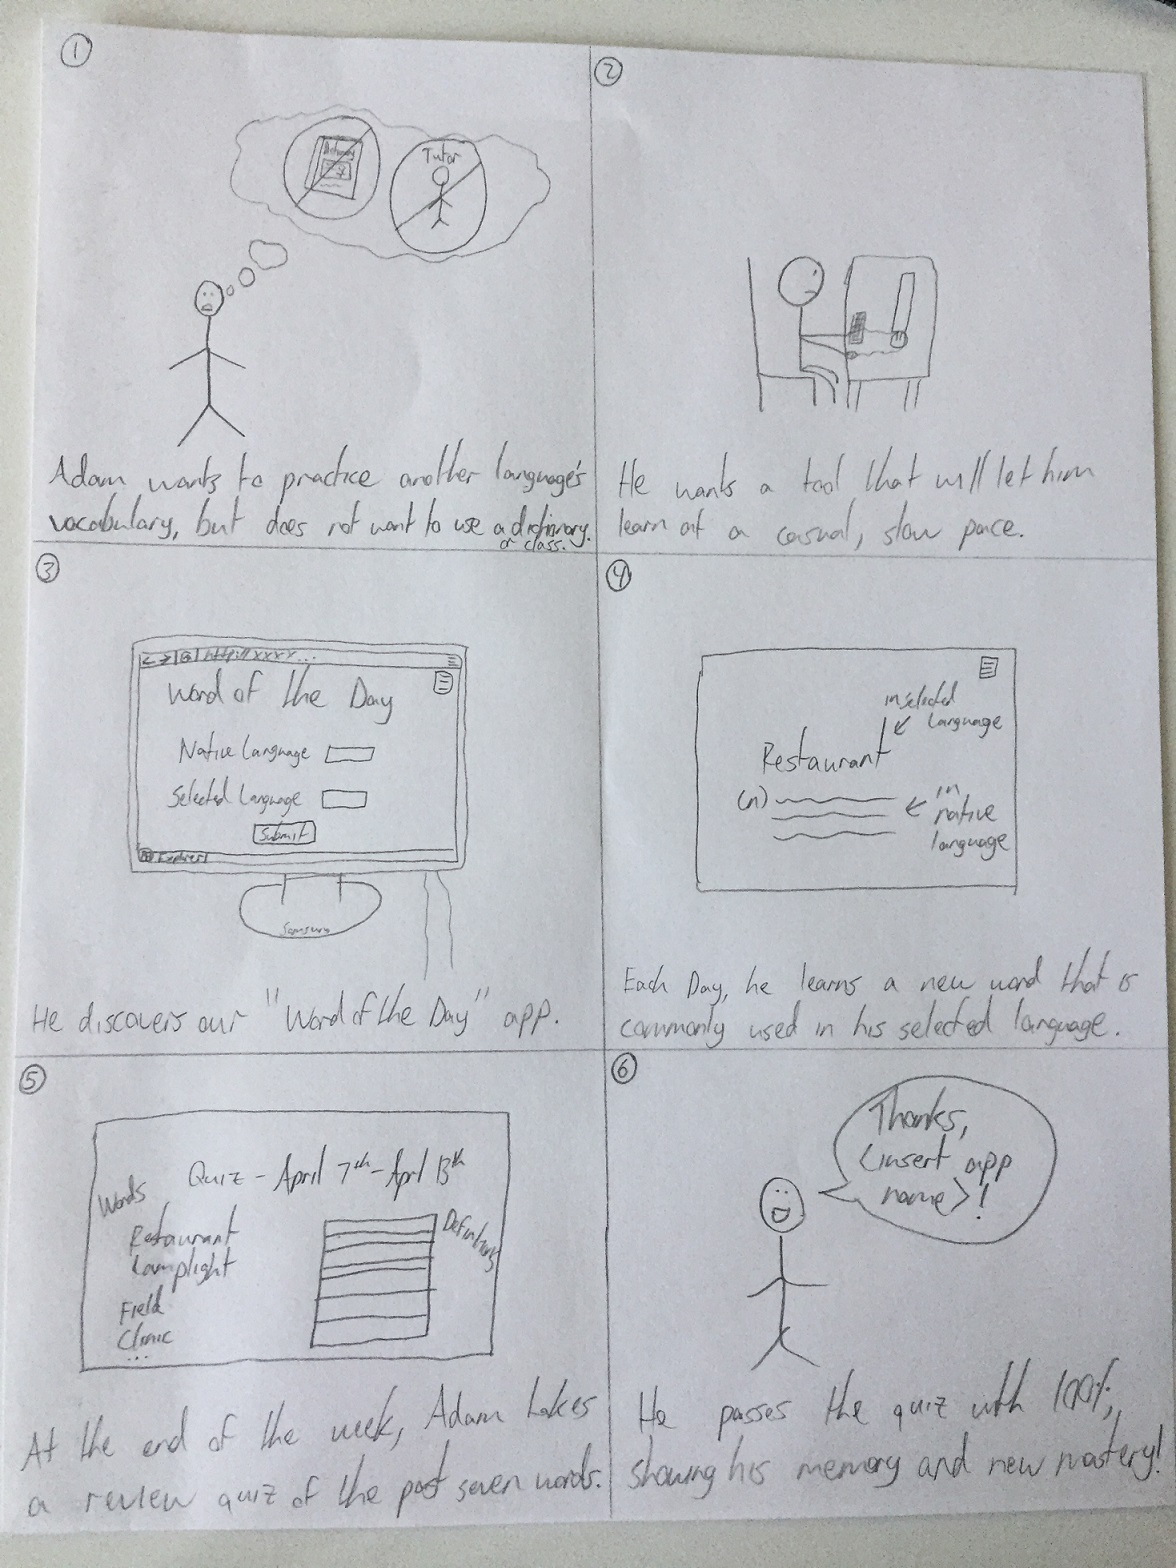 ①
Tutor
Adam wants to practice another language's
vocabulary, but does not want to use a dictionary
or class.
②
He wants a tool that will let him
learn at a casual, slow pace.
③
Word of the Day
Native language
Selected language
Submit
Samsung
He discovers our "Word of the Day" app.
④
in selected
language
Restaurant
(n)
in native
language
Each Day, he learns a new word that is
commonly used in his selected language.
⑤
Quiz - April 7th - April 13th
Words
Restaurant
Lamplight
Field
Chime
At the end of the week, Adam takes
a review quiz of the past seven words.
⑥
Thanks,
<insert app
name>!
He passes the quiz with 100%,
showing his memory and new mastery!